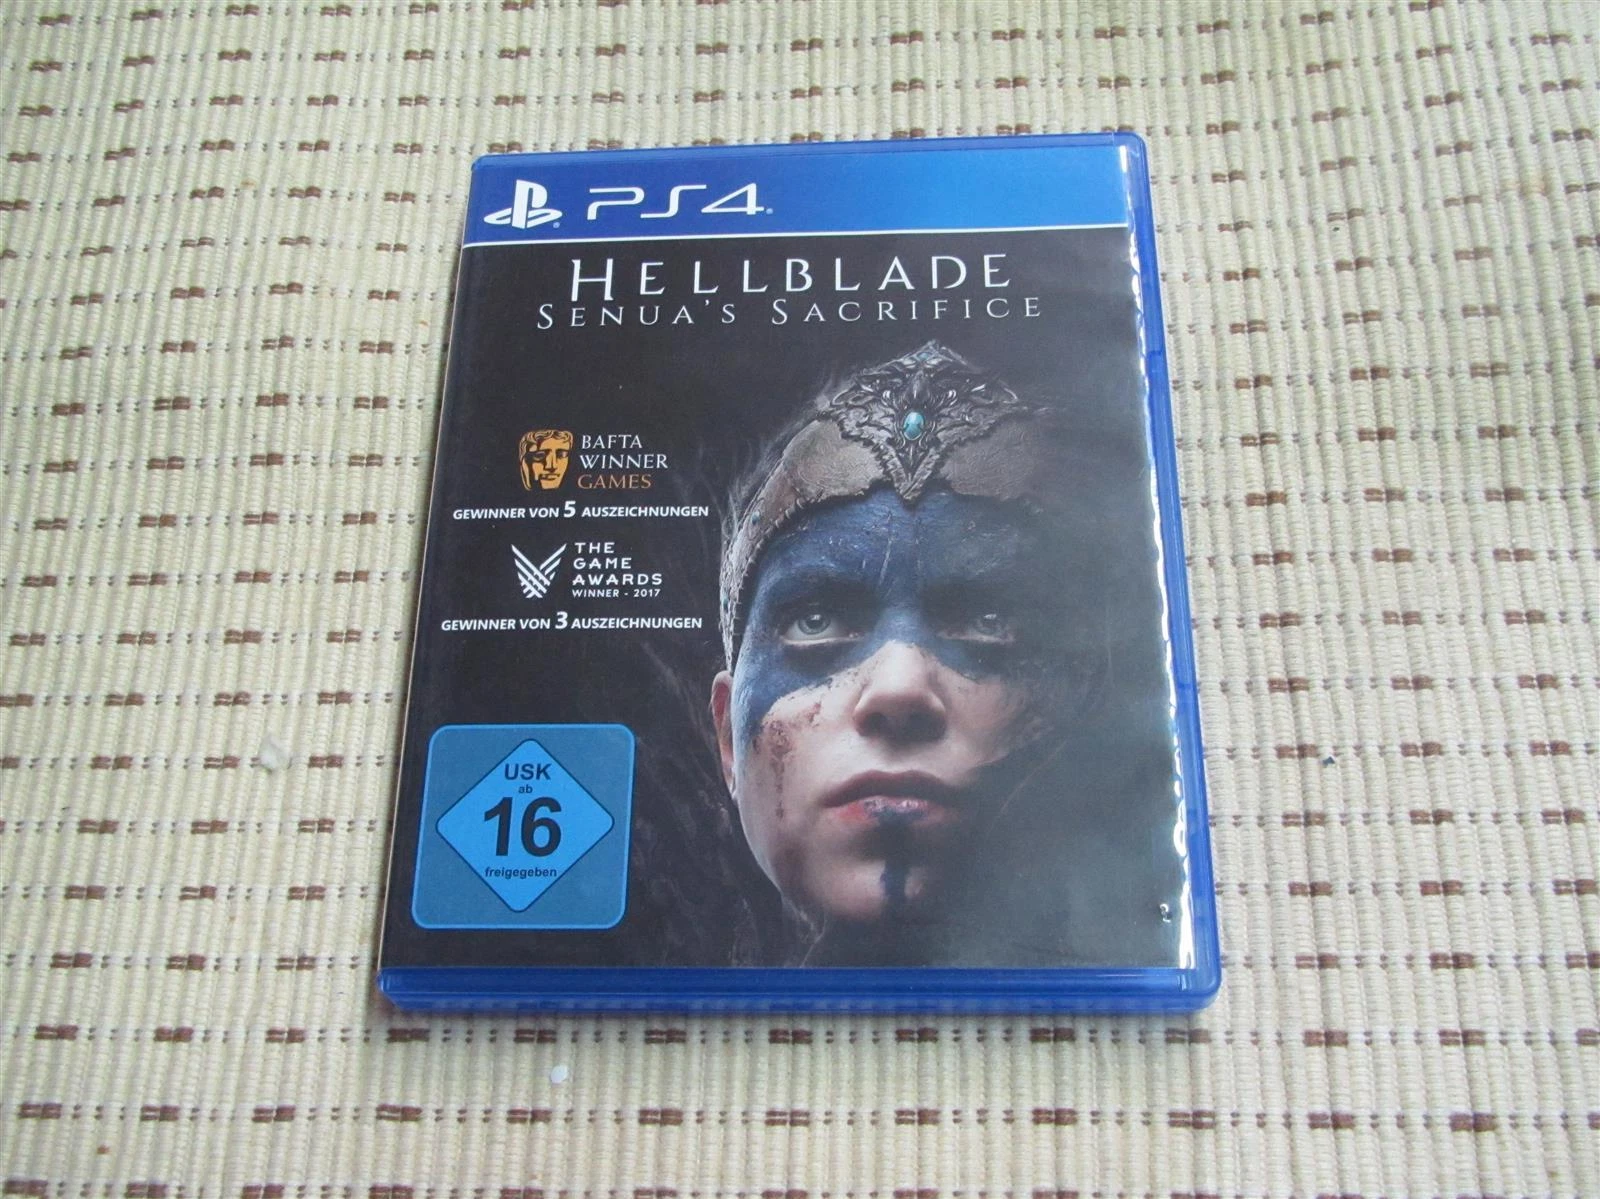 PS4
HELLBLADE
SENUA'S SACRIFICE
BAFTA
WINNER
GAMES
GEWINNER VON 5 AUSZEICHNUNGEN
THE
GAME
AWARDS
WINNER - 2017
GEWINNER VON 3 AUSZEICHNUNGEN
USK
ab
16
freigegeben